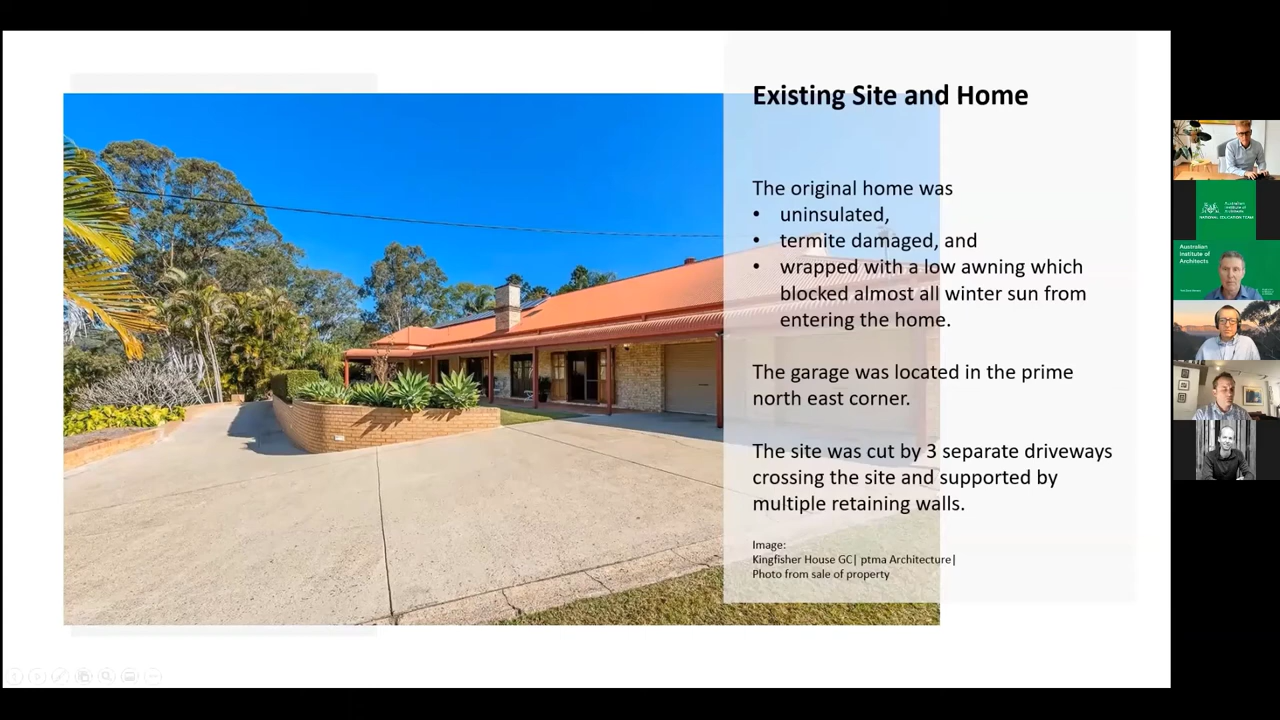 Existing Site and Home
The original home was
• uninsulated,
• termite damaged, and
• wrapped with a low awning which
blocked almost all winter sun from
entering the home.
The garage was located in the prime
north east corner.
The site was cut by 3 separate driveways
crossing the site and supported by
multiple retaining walls.
Image:
Kingfisher House GC| ptma Architecture|
Photo from sale of property
Australian
Institute of
Architects
NATIONAL EDUCATION TEAM
Australian
Institute of
Architects